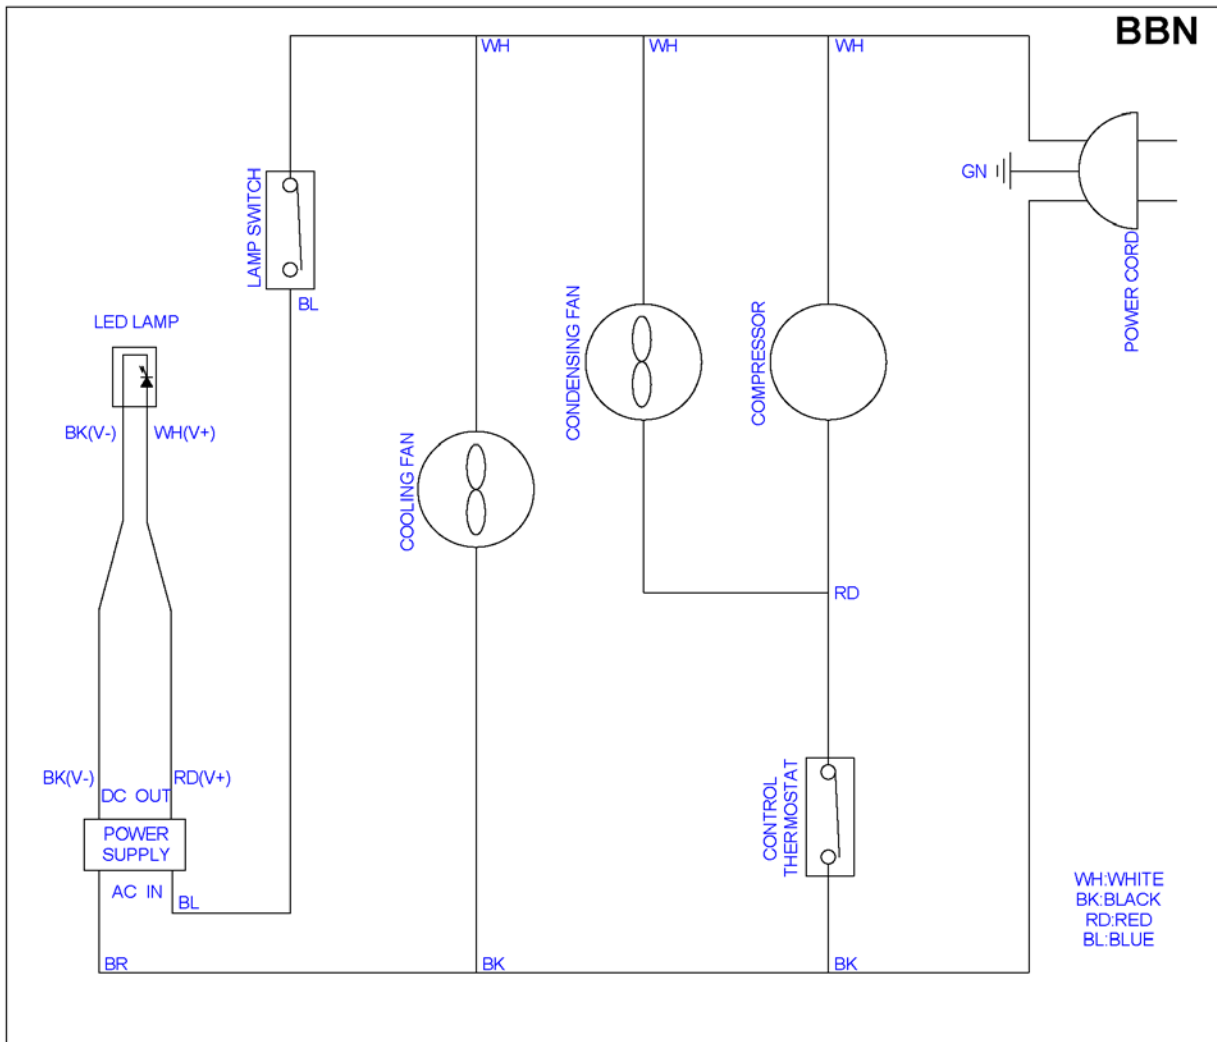 BBN
WH
WH
WH
GN
POWER CORD
LAMP SWITCH
BL
LED LAMP
BK(V-)
WH(V+)
COOLING FAN
CONDENSING FAN
COMPRESSOR
RD
BK(V-)
RD(V+)
DC OUT
POWER
SUPPLY
AC IN
BL
BR
BK
CONTROL
THERMOSTAT
BK
WH:WHITE
BK:BLACK
RD:RED
BL:BLUE